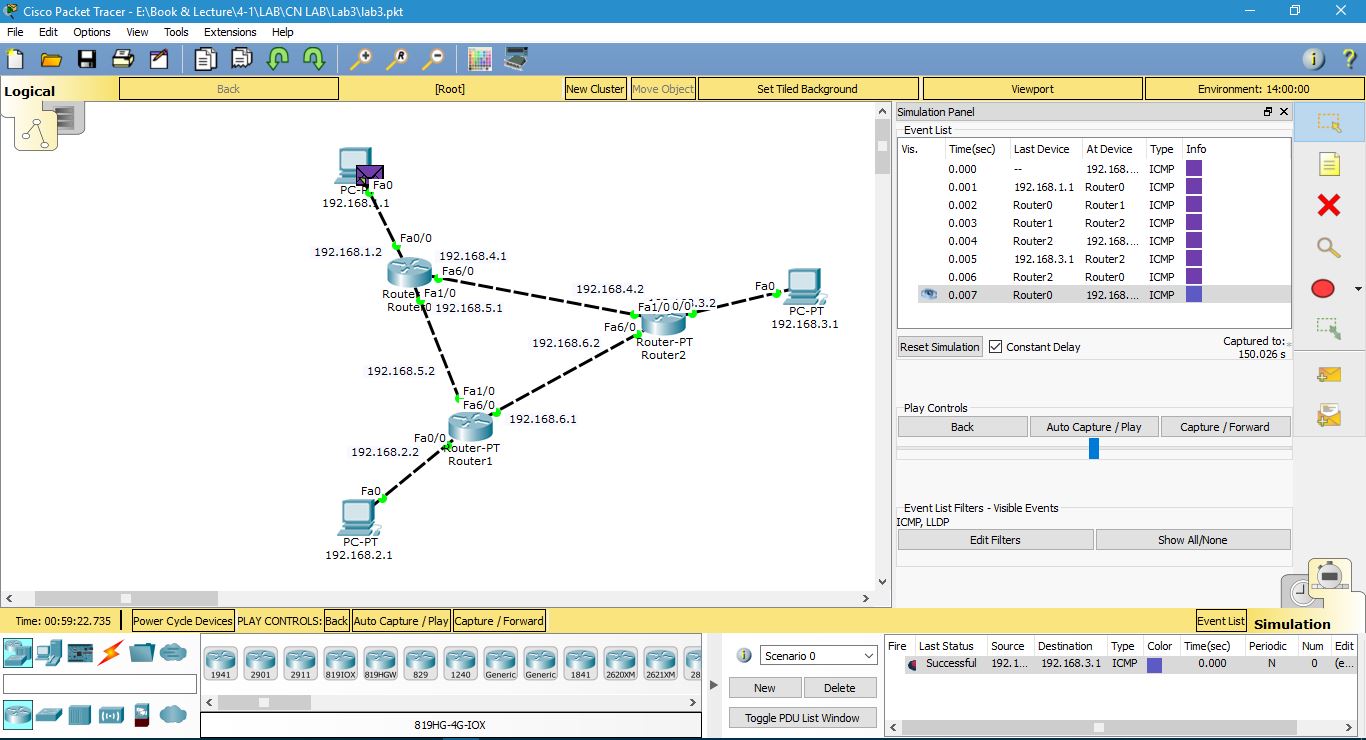 Cisco Packet Tracer - E:\Book & Lecture\4-1\LAB\CN LAB\Lab3\lab3.pkt
File Edit Options View Tools Extensions Help
Logical Back [Root] New Cluster Move Object Set Tiled Background Viewport Environment: 14:00:00
Fa0
192.168.1.1
Fa0/0
192.168.1.2
192.168.4.1
Fa6/0
Fa1/0
192.168.5.1
Router0
192.168.4.2
Fa1/0
0/0
Fa0
PC-PT
192.168.3.1
Fa6/0
192.168.6.2
Router-PT
Router2
192.168.5.2
Fa1/0
Fa6/0
192.168.6.1
Fa0/0
192.168.2.2
Router-PT
Router1
Fa0
PC-PT
192.168.2.1
Simulation Panel
Event List
Vis. Time(sec) Last Device At Device Type Info
0.000 -- 192.168.... ICMP
0.001 192.168.1.1 Router0 ICMP
0.002 Router0 Router1 ICMP
0.003 Router1 Router2 ICMP
0.004 Router2 192.168.... ICMP
0.005 192.168.3.1 Router2 ICMP
0.006 Router2 Router0 ICMP
0.007 Router0 192.168.... ICMP
Reset Simulation Constant Delay Captured to:
150.026 s
Play Controls
Back Auto Capture / Play Capture / Forward
Event List Filters - Visible Events
ICMP, LLDP
Edit Filters Show All/None
Time: 00:59:22.735 Power Cycle Devices PLAY CONTROLS: Back Auto Capture / Play Capture / Forward Event List Simulation
1941 2901 2911 819IOX 819HGW 829 1240 Generic Generic 1841 2620XM 2621XM 28
819HG-4G-IOX
Scenario 0
New Delete
Toggle PDU List Window
Fire Last Status Source Destination Type Color Time(sec) Periodic Num Edit
Successful 192.1... 192.168.3.1 ICMP 0.000 N 0 (e...